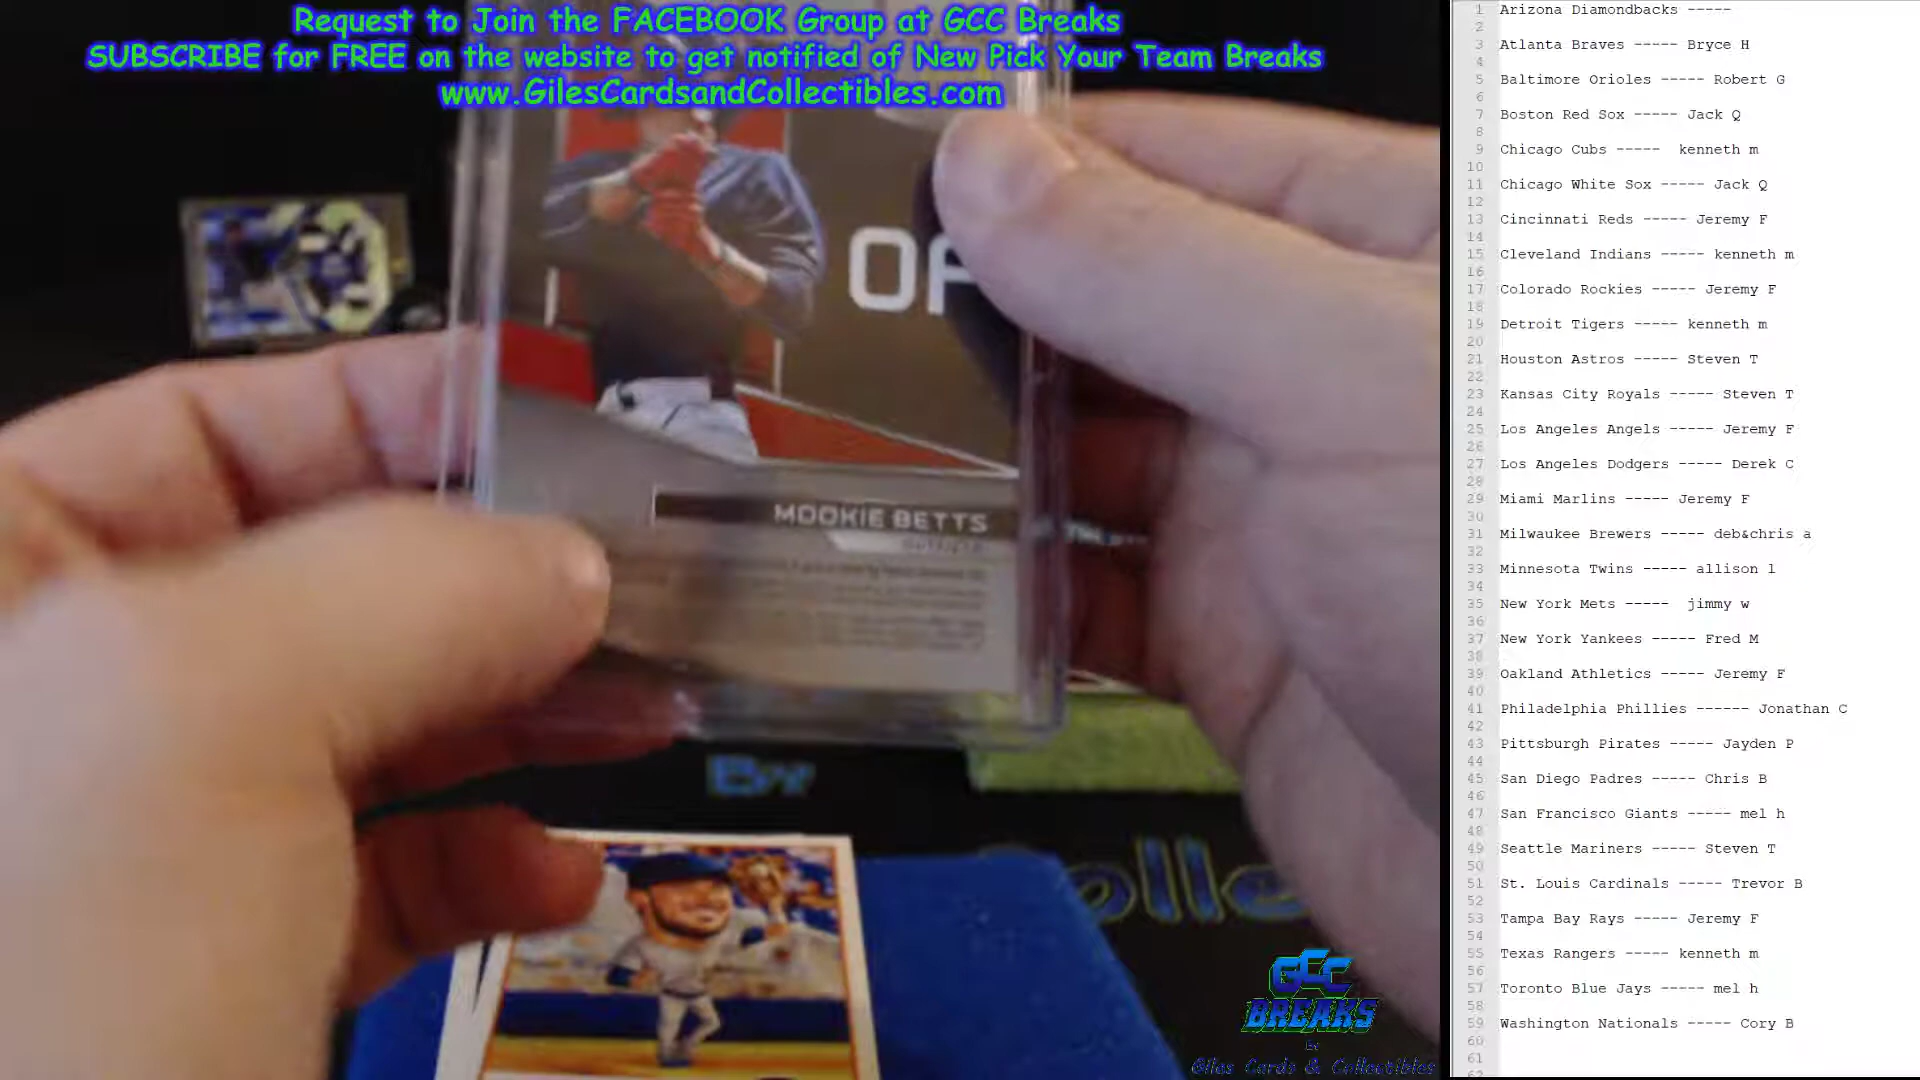 Request to Join the FACEBOOK Group at GCC Breaks
SUBSCRIBE for FREE on the website to get notified of New Pick Your Team Breaks
www.GilesCardsandCollectibles.com
MOOKIE BETTS
By
Colle
GCC
BREAKS
By
Giles Cards & Collectibles
1 Arizona Diamondbacks -----
2
3 Atlanta Braves ----- Bryce H
4
5 Baltimore Orioles ----- Robert G
6
7 Boston Red Sox ----- Jack Q
8
9 Chicago Cubs ----- kenneth m
10
11 Chicago White Sox ----- Jack Q
12
13 Cincinnati Reds ----- Jeremy F
14
15 Cleveland Indians ----- kenneth m
16
17 Colorado Rockies ----- Jeremy F
18
19 Detroit Tigers ----- kenneth m
20
21 Houston Astros ----- Steven T
22
23 Kansas City Royals ----- Steven T
24
25 Los Angeles Angels ----- Jeremy F
26
27 Los Angeles Dodgers ----- Derek C
28
29 Miami Marlins ----- Jeremy F
30
31 Milwaukee Brewers ----- deb&chris a
32
33 Minnesota Twins ----- allison l
34
35 New York Mets ----- jimmy w
36
37 New York Yankees ----- Fred M
38
39 Oakland Athletics ----- Jeremy F
40
41 Philadelphia Phillies ------ Jonathan C
42
43 Pittsburgh Pirates ----- Jayden P
44
45 San Diego Padres ----- Chris B
46
47 San Francisco Giants ----- mel h
48
49 Seattle Mariners ----- Steven T
50
51 St. Louis Cardinals ----- Trevor B
52
53 Tampa Bay Rays ----- Jeremy F
54
55 Texas Rangers ----- kenneth m
56
57 Toronto Blue Jays ----- mel h
58
59 Washington Nationals ----- Cory B
60
61
62